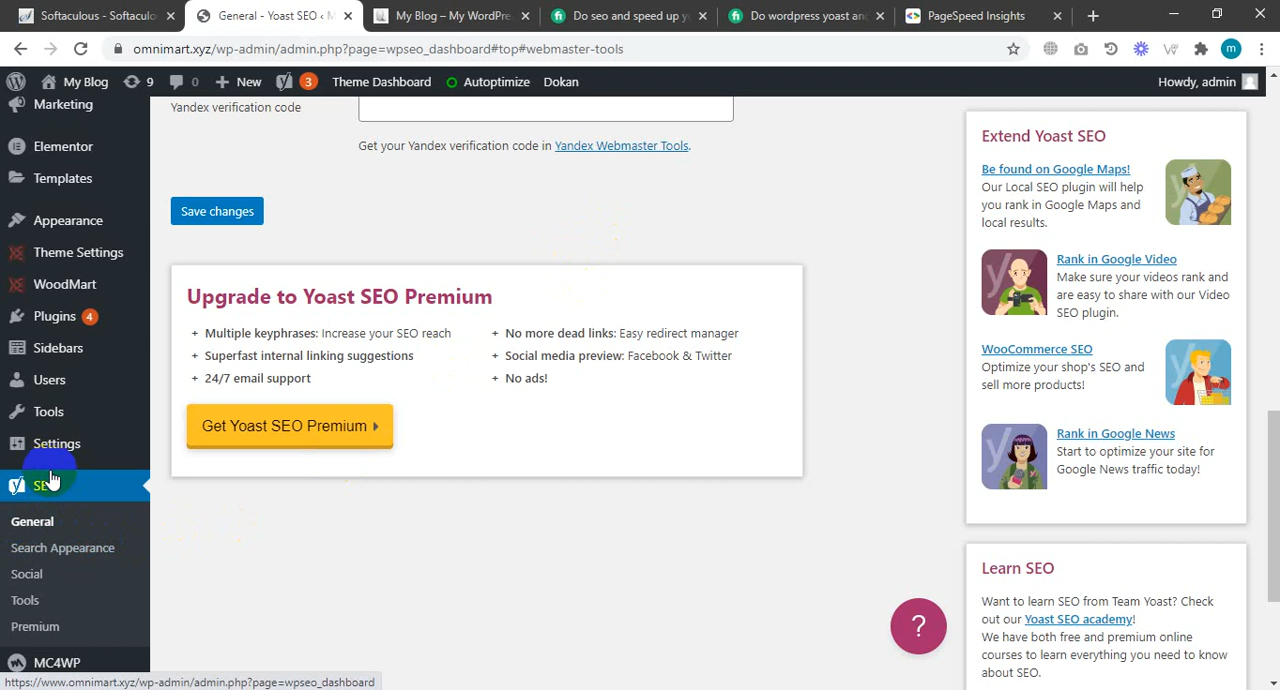 Softaculous - Softaculo
General - Yoast SEO ‹ M
My Blog – My WordPre
Do seo and speed up y
Do wordpress yoast an
PageSpeed Insights
omnimart.xyz/wp-admin/admin.php?page=wpseo_dashboard#top#webmaster-tools
m
My Blog
9
0
New
3
Theme Dashboard
Autoptimize
Dokan
Howdy, admin
Marketing
Elementor
Templates
Appearance
Theme Settings
WoodMart
Plugins 4
Sidebars
Users
Tools
Settings
General
Search Appearance
Social
Tools
Premium
MC4WP
Yandex verification code
Get your Yandex verification code in Yandex Webmaster Tools.
Save changes
Upgrade to Yoast SEO Premium
+ Multiple keyphrases: Increase your SEO reach
+ Superfast internal linking suggestions
+ 24/7 email support
+ No more dead links: Easy redirect manager
+ Social media preview: Facebook & Twitter
+ No ads!
Get Yoast SEO Premium
Extend Yoast SEO
Be found on Google Maps!
Our Local SEO plugin will help
you rank in Google Maps and
local results.
Rank in Google Video
Make sure your videos rank and
are easy to share with our Video
SEO plugin.
WooCommerce SEO
Optimize your shop's SEO and
sell more products!
Rank in Google News
Start to optimize your site for
Google News traffic today!
Learn SEO
Want to learn SEO from Team Yoast? Check
out our Yoast SEO academy!
We have both free and premium online
courses to learn everything you need to know
about SEO.
?
https://www.omnimart.xyz/wp-admin/admin.php?page=wpseo_dashboard